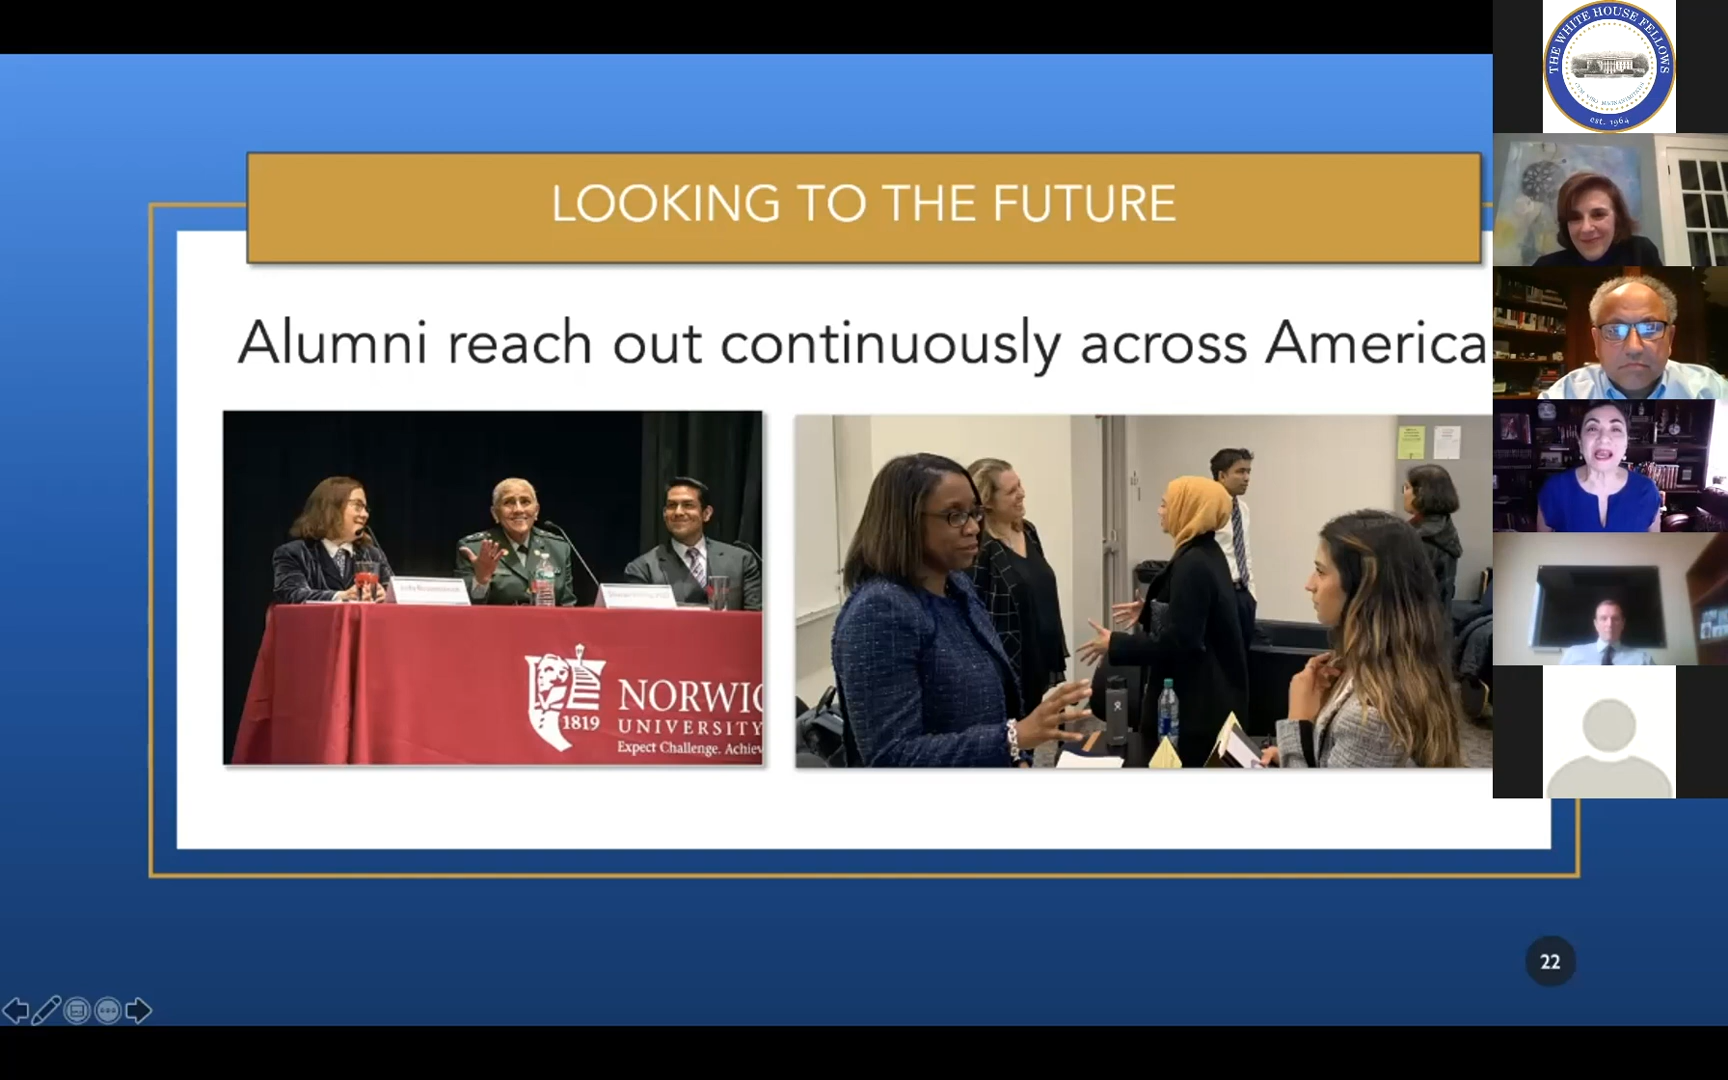 LOOKING TO THE FUTURE
Alumni reach out continuously across America
1819
NORWIC
UNIVERSITY
Expect Challenge. Achiev
THE WHITE HOUSE FELLOWS
est. 1964
22